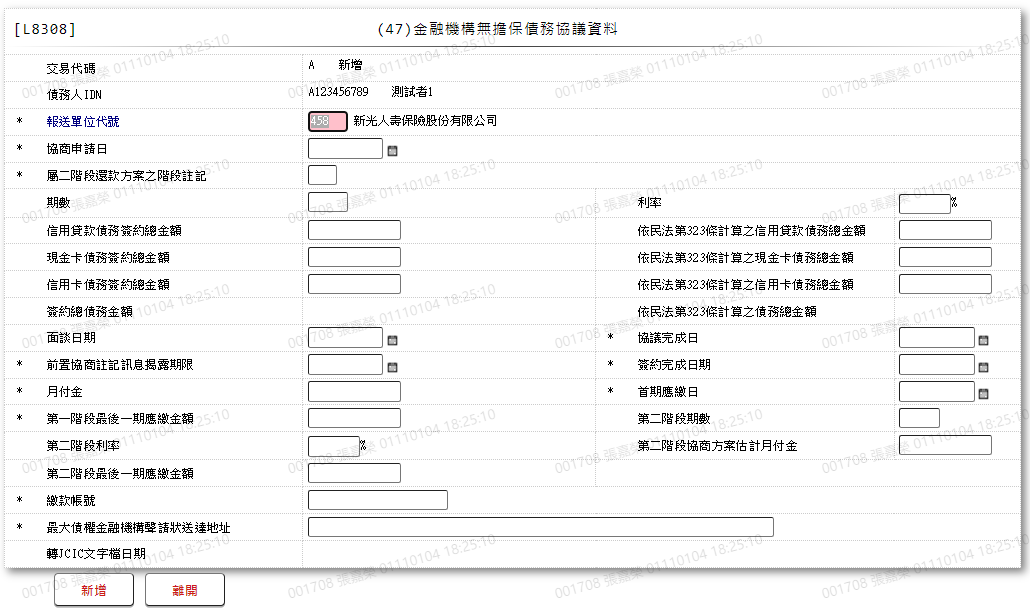 [L8308] (47)金融機構無擔保債務協議資料
交易代碼 A 新增
債務人IDN A123456789 測試者1
* 報送單位代號 458 新光人壽保險股份有限公司
* 協商申請日
* 屬二階段還款方案之階段註記
期數 利率 %
信用貸款債務簽約總金額 依民法第323條計算之信用貸款債務總金額
現金卡債務簽約總金額 依民法第323條計算之現金卡債務總金額
信用卡債務簽約總金額 依民法第323條計算之信用卡債務總金額
簽約總債務金額 依民法第323條計算之債務總金額
面談日期 * 協議完成日
* 前置協商註記訊息揭露期限 * 簽約完成日期
* 月付金 * 首期應繳日
* 第一階段最後一期應繳金額 第二階段期數
第二階段利率 % 第二階段協商方案估計月付金
第二階段最後一期應繳金額
* 繳款帳號
* 最大債權金融機構聲請狀送達地址
轉JCIC文字檔日期
新增 離開
001708 張嘉榮 01110104 18:25:10